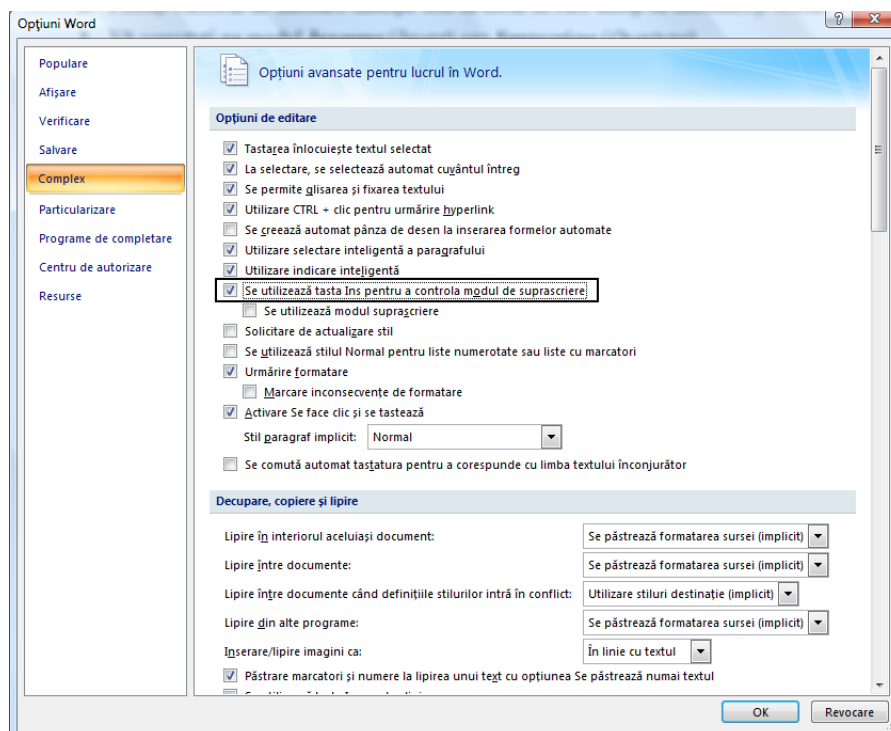 Opțiuni Word
Populare
Afișare
Verificare
Salvare
Complex
Particularizare
Programe de completare
Centru de autorizare
Resurse
Opțiuni avansate pentru lucrul în Word.
Opțiuni de editare
Tastarea înlocuiește textul selectat
La selectare, se selectează automat cuvântul întreg
Se permite glisarea și fixarea textului
Utilizare CTRL + clic pentru urmărire hyperlink
Se creează automat pânza de desen la inserarea formelor automate
Utilizare selectare inteligentă a paragrafului
Utilizare indicare inteligentă
Se utilizează tasta Ins pentru a controla modul de suprascriere
Se utilizează modul suprascriere
Solicitare de actualizare stil
Se utilizează stilul Normal pentru liste numerotate sau liste cu marcatori
Urmărire formatare
Marcare inconsecvențe de formatare
Activare Se face clic și se tastează
Stil paragraf implicit: Normal
Se comută automat tastatura pentru a corespunde cu limba textului înconjurător
Decupare, copiere și lipire
Lipire în interiorul aceluiași document: Se păstrează formatarea sursei (implicit)
Lipire între documente: Se păstrează formatarea sursei (implicit)
Lipire între documente când definițiile stilurilor intră în conflict: Utilizare stiluri destinație (implicit)
Lipire din alte programe: Se păstrează formatarea sursei (implicit)
Inserare/lipire imagini ca: În linie cu textul
Păstrare marcatori și numere la lipirea unui text cu opțiunea Se păstrează numai textul
OK Revocare